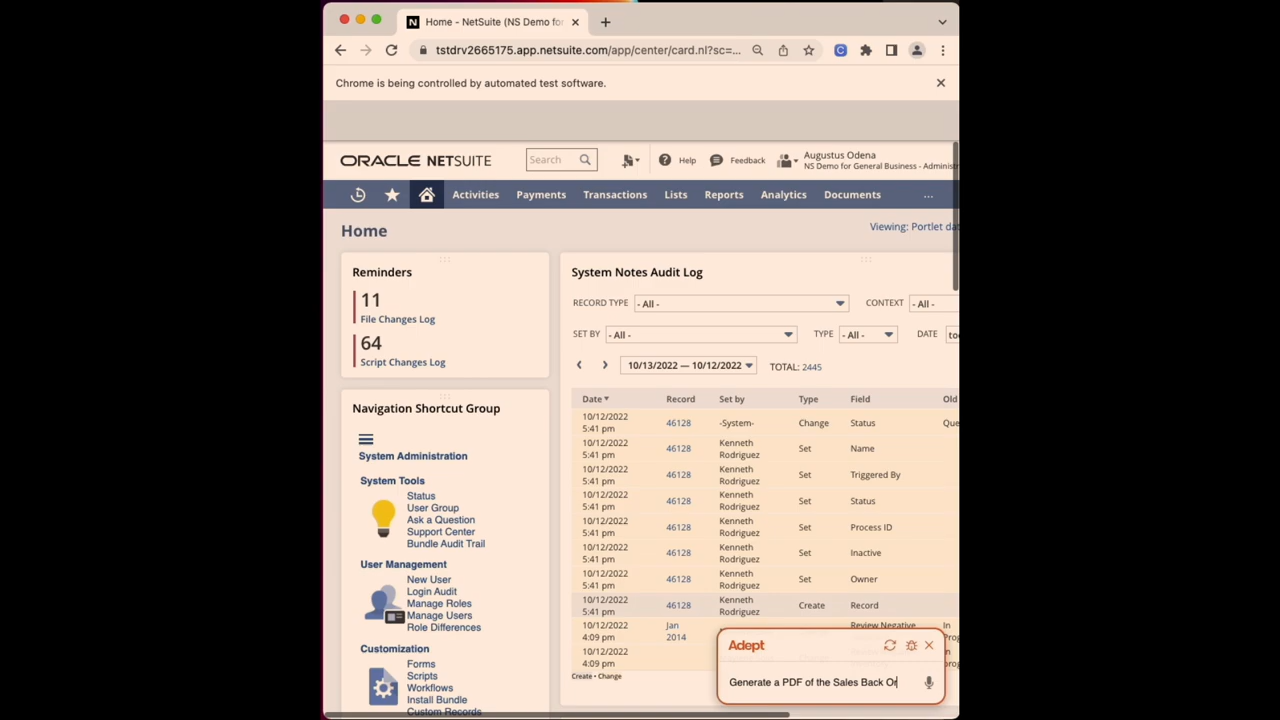 Home - NetSuite (NS Demo for
tstdrv2665175.app.netsuite.com/app/center/card.nl?sc=...
Chrome is being controlled by automated test software.
ORACLE NETSUITE
Search
Help
Feedback
Augustus Odena
NS Demo for General Business - Administ
Activities Payments Transactions Lists Reports Analytics Documents ...
Home
Viewing: Portlet dat
Reminders
11
File Changes Log
64
Script Changes Log
Navigation Shortcut Group
System Administration
System Tools
Status
User Group
Ask a Question
Support Center
Bundle Audit Trail
User Management
New User
Login Audit
Manage Roles
Manage Users
Role Differences
Customization
Forms
Scripts
Workflows
Install Bundle
Custom Records
System Notes Audit Log
RECORD TYPE - All - CONTEXT - All -
SET BY - All - TYPE - All - DATE to
10/13/2022 — 10/12/2022 TOTAL: 2445
Date Record Set by Type Field Old
10/12/2022 5:41 pm 46128 -System- Change Status Que
10/12/2022 5:41 pm 46128 Kenneth Rodriguez Set Name
10/12/2022 5:41 pm 46128 Kenneth Rodriguez Set Triggered By
10/12/2022 5:41 pm 46128 Kenneth Rodriguez Set Status
10/12/2022 5:41 pm 46128 Kenneth Rodriguez Set Process ID
10/12/2022 5:41 pm 46128 Kenneth Rodriguez Set Inactive
10/12/2022 5:41 pm 46128 Kenneth Rodriguez Set Owner
10/12/2022 5:41 pm 46128 Kenneth Rodriguez Create Record
10/12/2022 4:09 pm Jan 2014 Review Negative In Prog
10/12/2022 4:09 pm In prog
Create • Change
Adept
Generate a PDF of the Sales Back Or